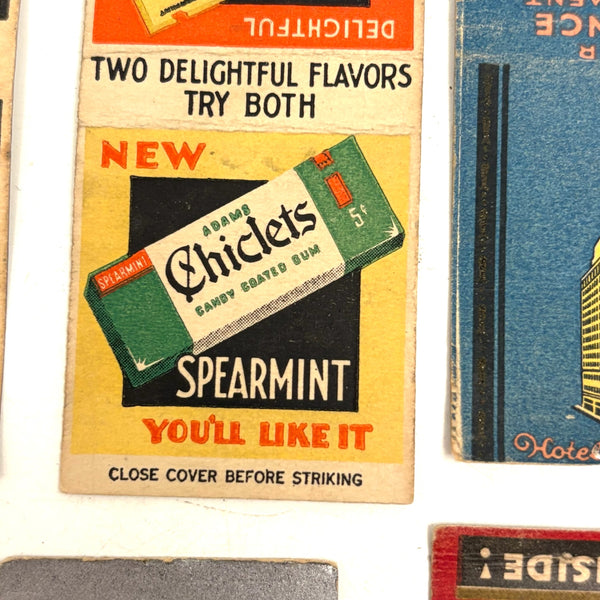 DELIGHTFUL
TWO DELIGHTFUL FLAVORS
TRY BOTH
NEW
ADAMS
Chiclets
CANDY COATED GUM
SPEARMINT
5¢
SPEARMINT
YOU'LL LIKE IT
CLOSE COVER BEFORE STRIKING
Hotel